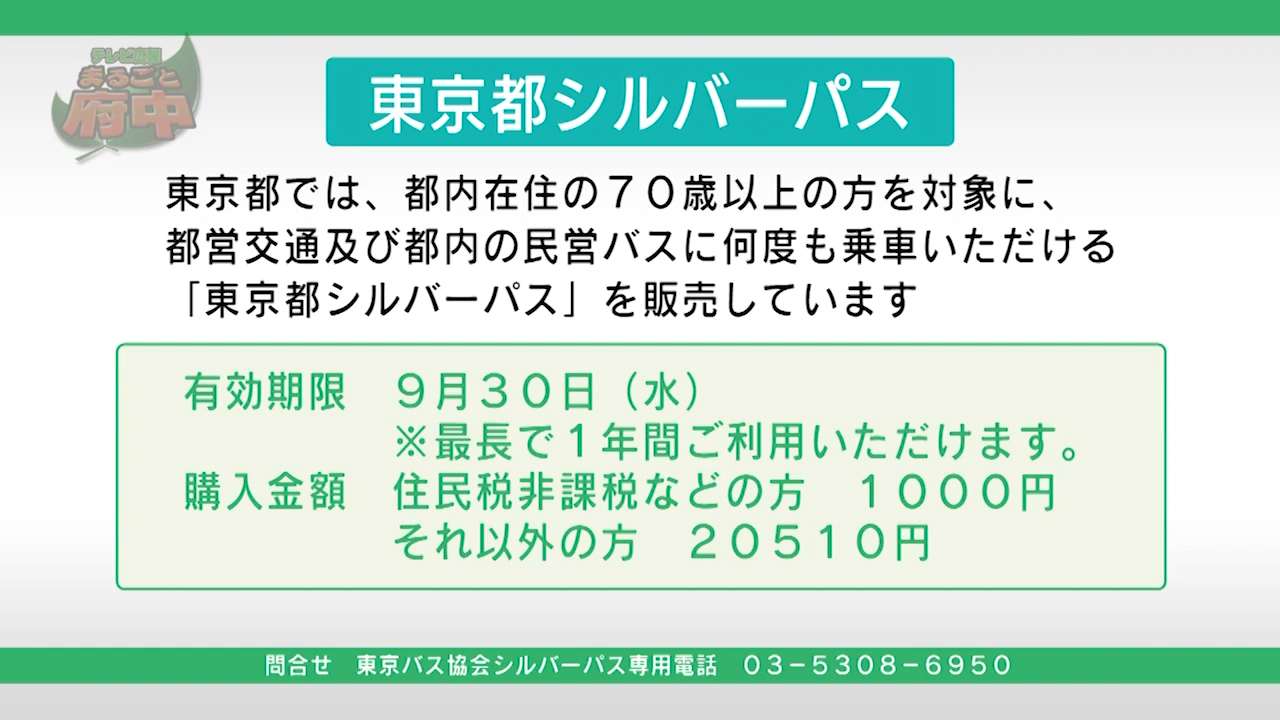 テレビ広報
まるごと
府中
東京都シルバーパス
東京都では、都内在住の７０歳以上の方を対象に、
都営交通及び都内の民営バスに何度も乗車いただける
「東京都シルバーパス」を販売しています
有効期限　９月３０日（水）
※最長で１年間ご利用いただけます。
購入金額　住民税非課税などの方　１０００円
それ以外の方　２０５１０円
問合せ　東京バス協会シルバーパス専用電話　０３－５３０８－６９５０